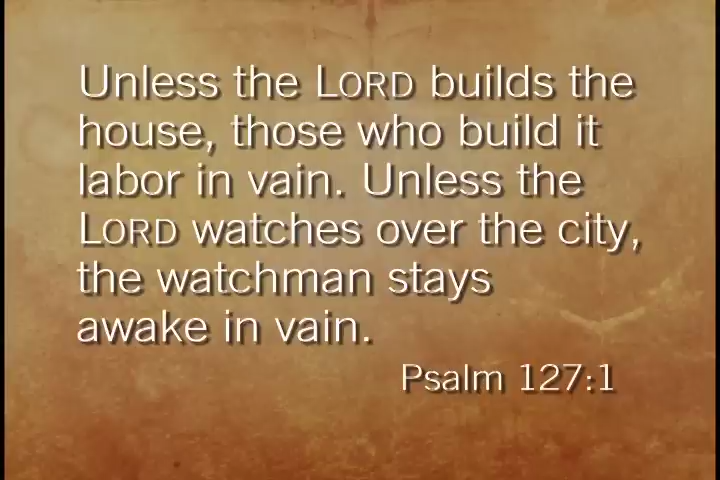 Unless the LORD builds the
house, those who build it
labor in vain. Unless the
LORD watches over the city,
the watchman stays
awake in vain.
Psalm 127:1